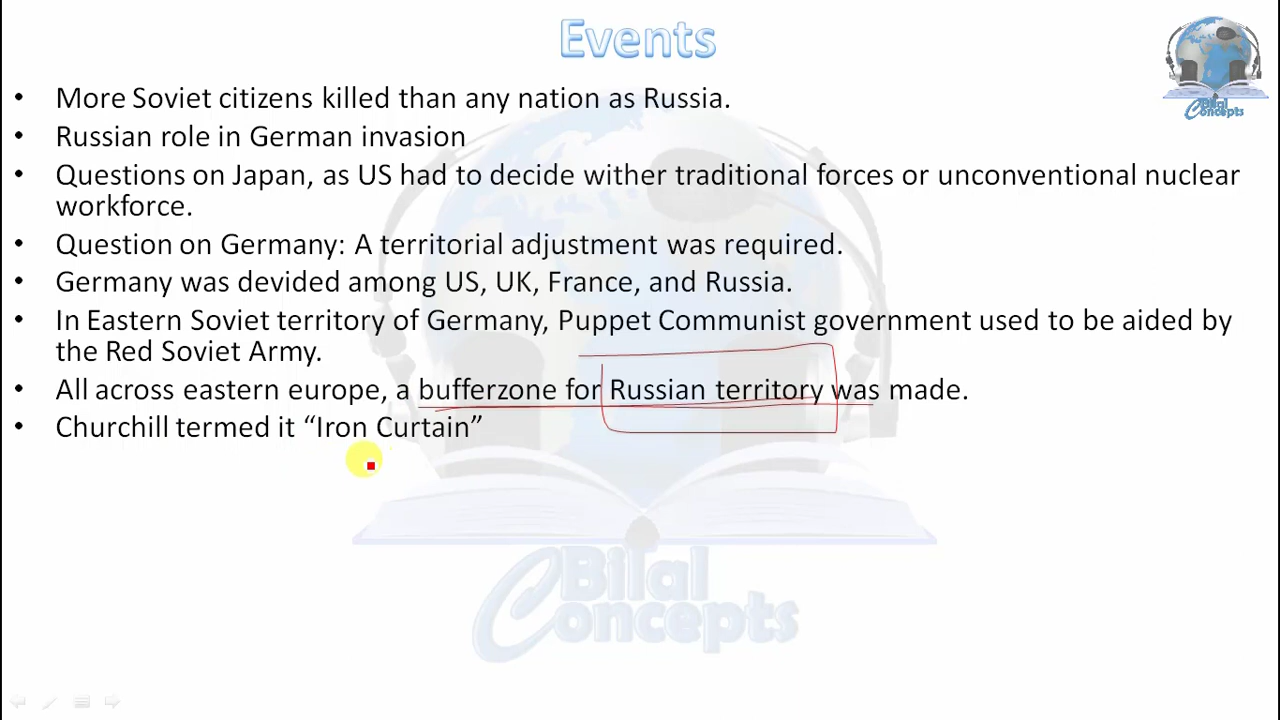 Events
Bilal
Concepts
• More Soviet citizens killed than any nation as Russia.
• Russian role in German invasion
• Questions on Japan, as US had to decide wither traditional forces or unconventional nuclear
workforce.
• Question on Germany: A territorial adjustment was required.
• Germany was devided among US, UK, France, and Russia.
• In Eastern Soviet territory of Germany, Puppet Communist government used to be aided by
the Red Soviet Army.
• All across eastern europe, a bufferzone for Russian territory was made.
• Churchill termed it “Iron Curtain”
Bilal
Concepts